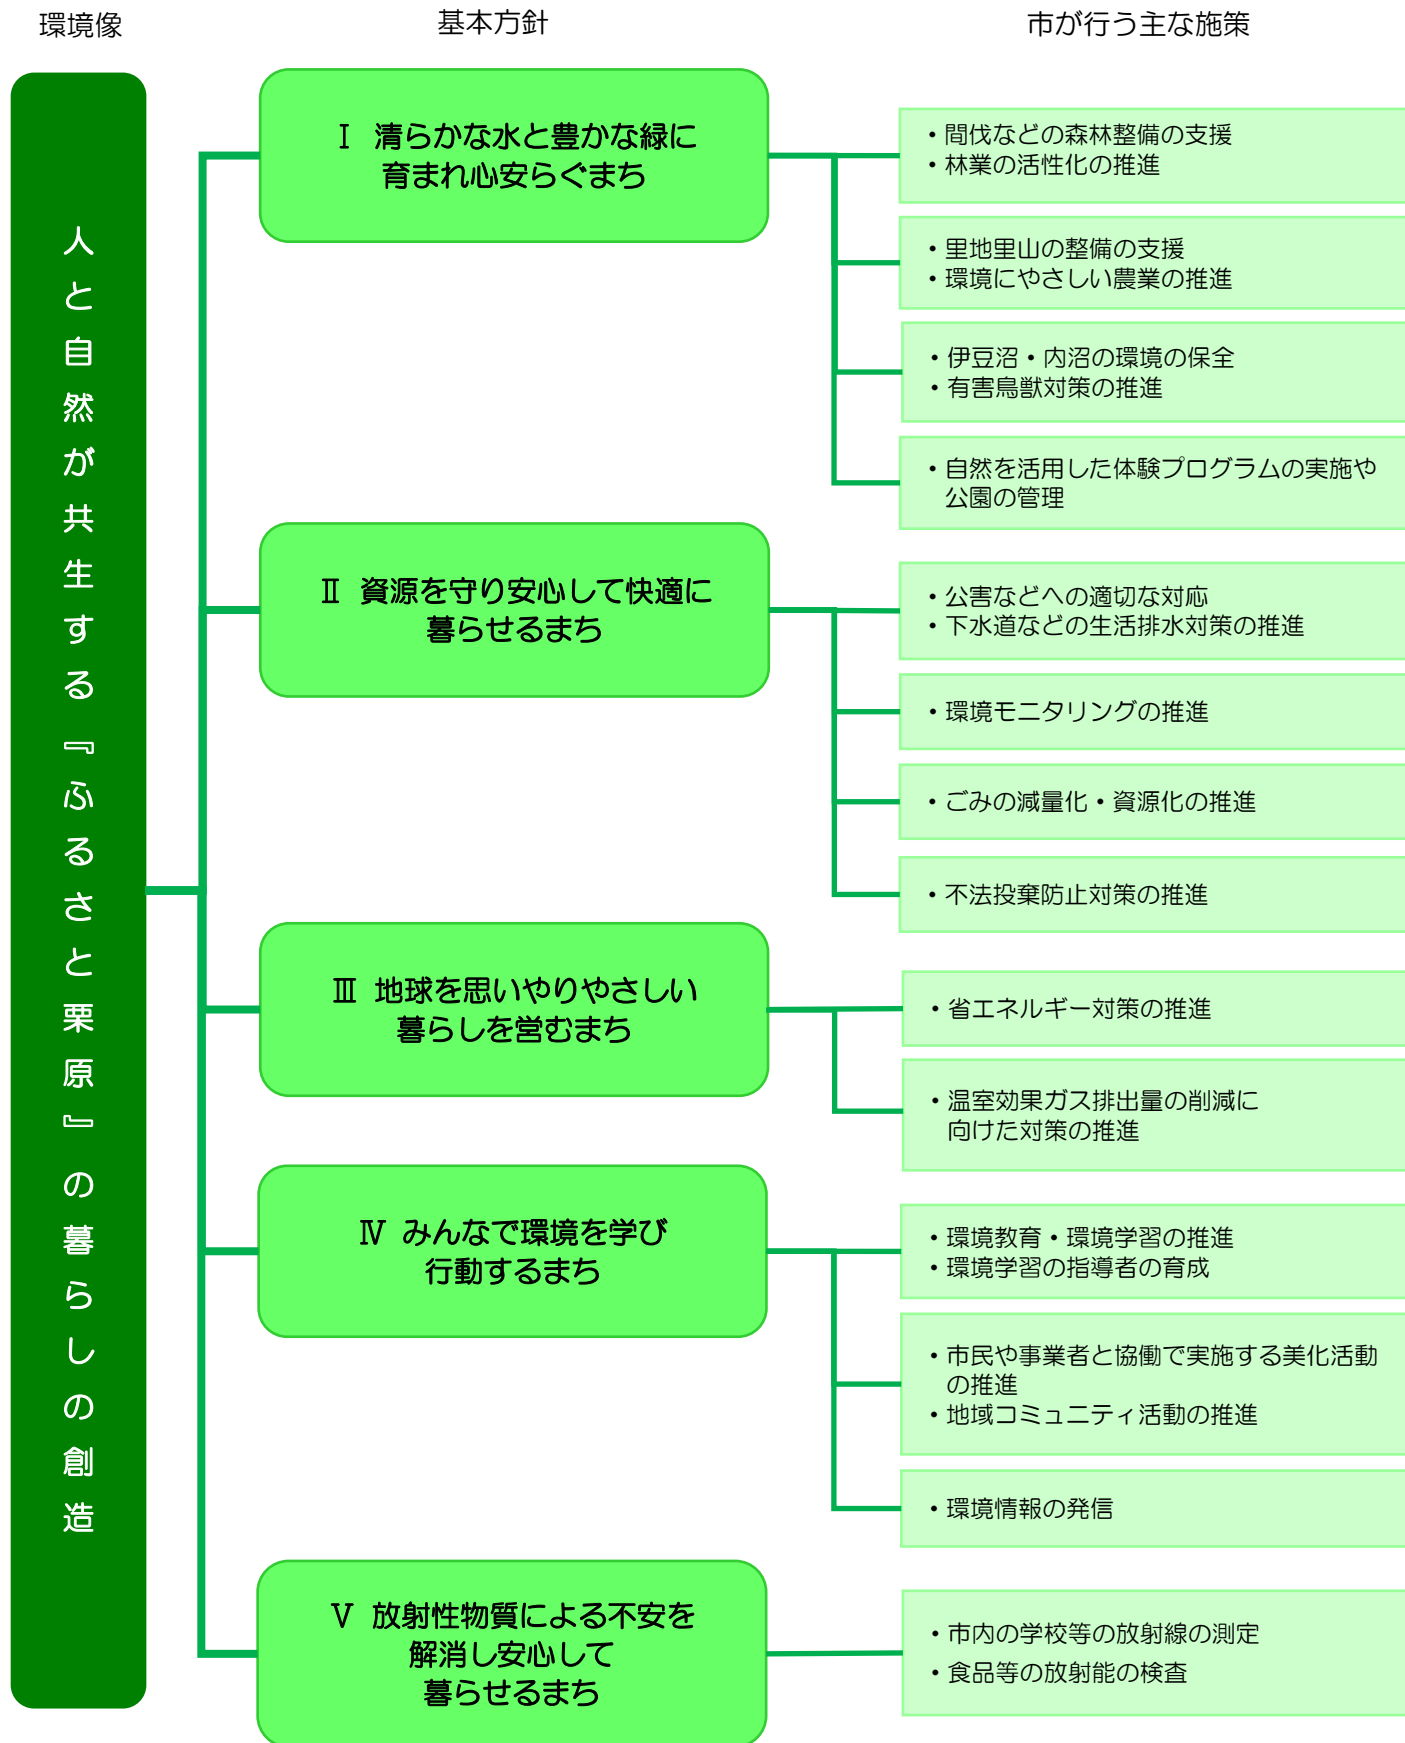 環境像
基本方針
市が行う主な施策
人と自然が共生する『ふるさと栗原』の暮らしの創造
Ⅰ 清らかな水と豊かな緑に
育まれ心安らぐまち
・間伐などの森林整備の支援
・林業の活性化の推進
・里地里山の整備の支援
・環境にやさしい農業の推進
・伊豆沼・内沼の環境の保全
・有害鳥獣対策の推進
・自然を活用した体験プログラムの実施や
公園の管理
Ⅱ 資源を守り安心して快適に
暮らせるまち
・公害などへの適切な対応
・下水道などの生活排水対策の推進
・環境モニタリングの推進
・ごみの減量化・資源化の推進
・不法投棄防止対策の推進
Ⅲ 地球を思いやりやさしい
暮らしを営むまち
・省エネルギー対策の推進
・温室効果ガス排出量の削減に
向けた対策の推進
Ⅳ みんなで環境を学び
行動するまち
・環境教育・環境学習の推進
・環境学習の指導者の育成
・市民や事業者と協働で実施する美化活動
の推進
・地域コミュニティ活動の推進
・環境情報の発信
Ⅴ 放射性物質による不安を
解消し安心して
暮らせるまち
・市内の学校等の放射線の測定
・食品等の放射能の検査